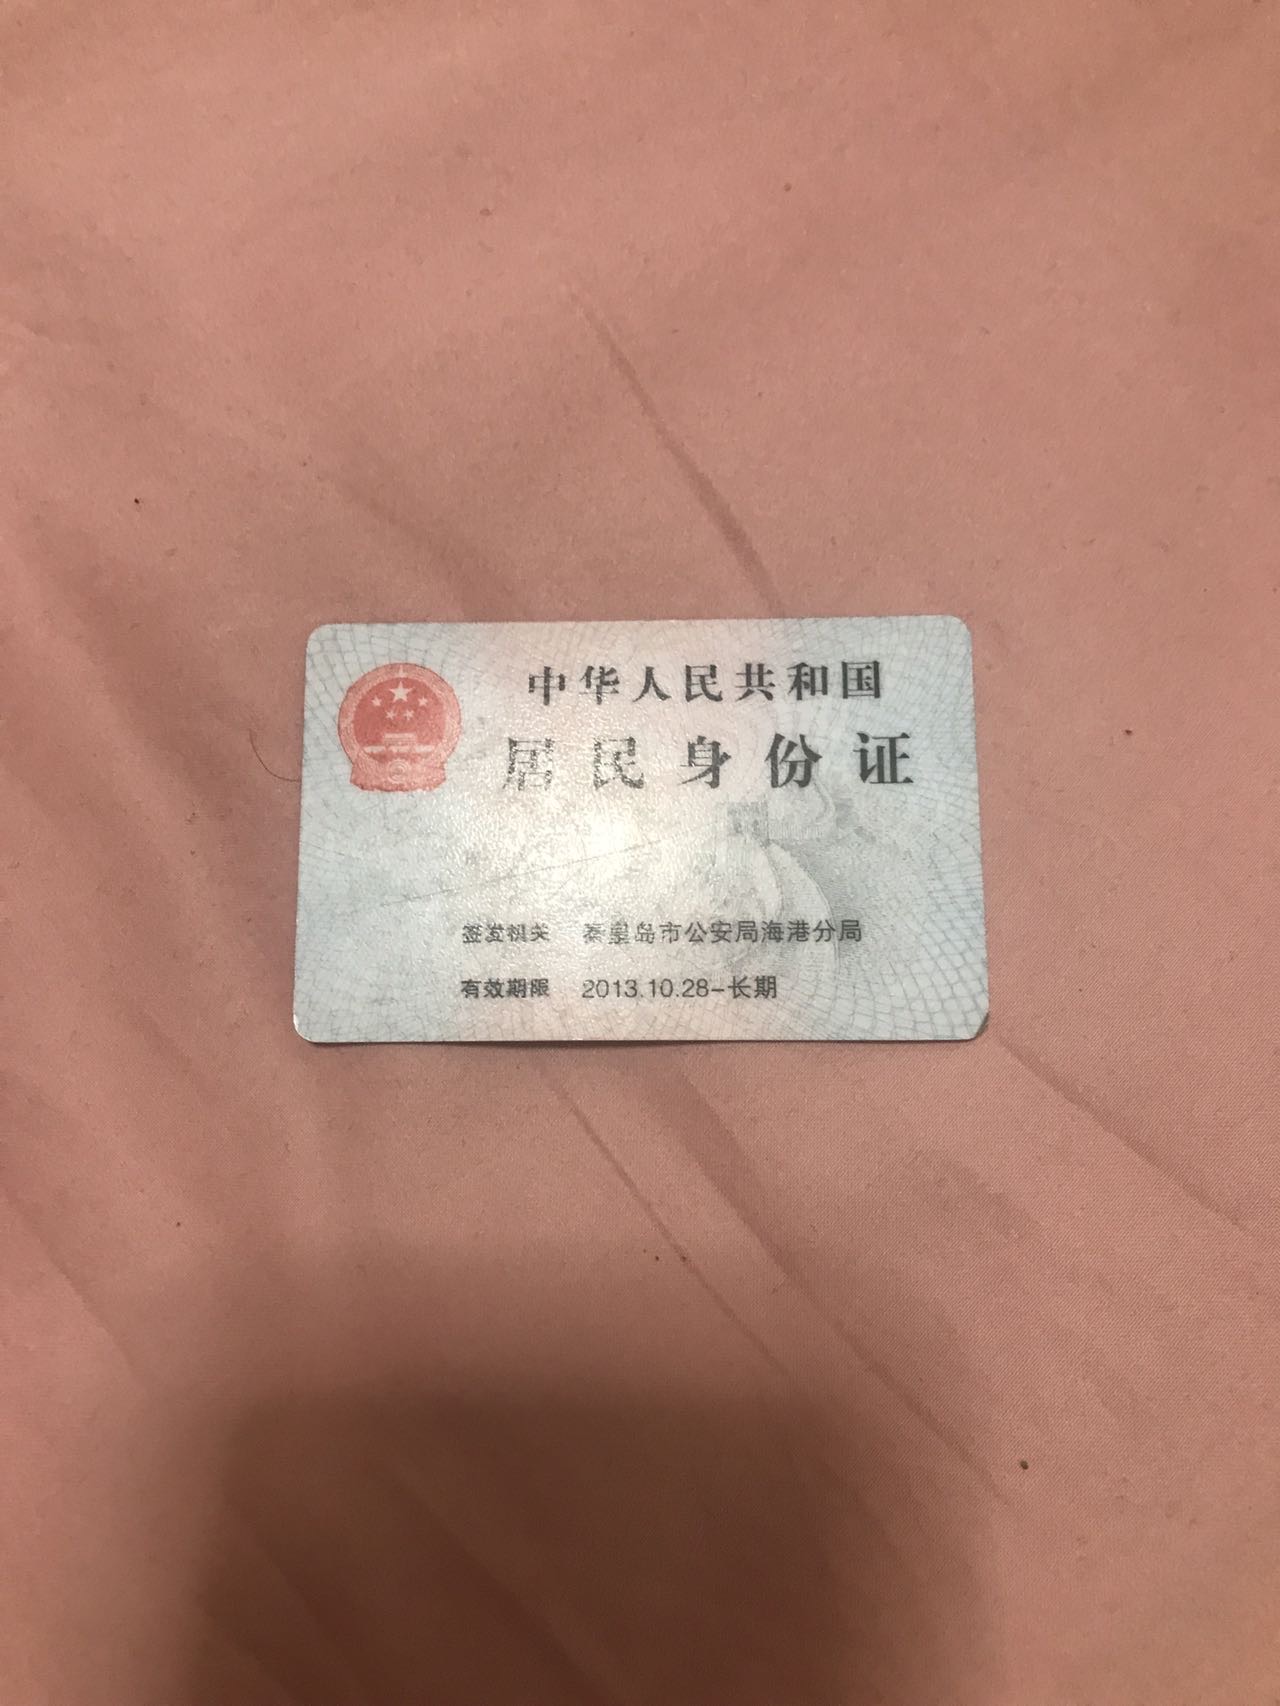 中华人民共和国
居民身份证
签发机关 秦皇岛市公安局海港分局
有效期限 2013.10.28-长期